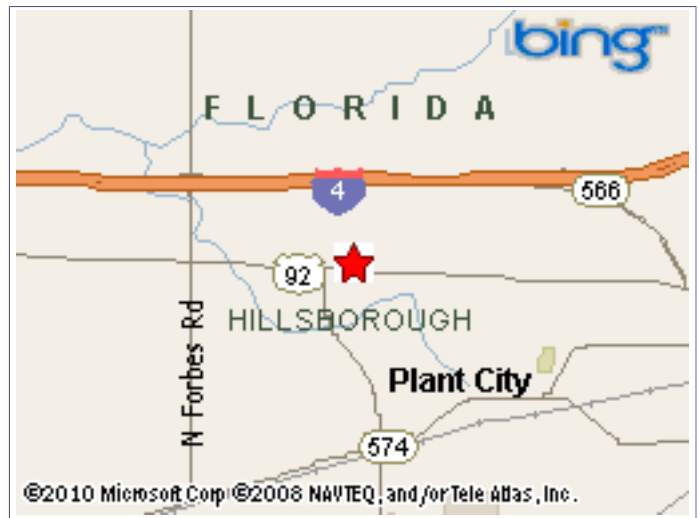 bing™
FLORIDA
4
566
92
HILLSBOROUGH
N Forbes Rd
Plant City
574
©2010 Microsoft Corp ©2008 NAVTEQ, and/or Tele Atlas, Inc.